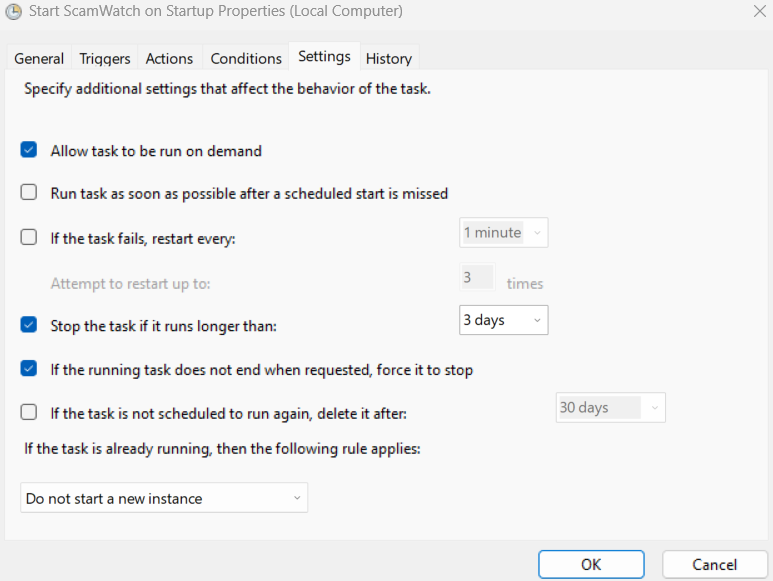 Start ScamWatch on Startup Properties (Local Computer)
General Triggers Actions Conditions Settings History
Specify additional settings that affect the behavior of the task.
Allow task to be run on demand
Run task as soon as possible after a scheduled start is missed
If the task fails, restart every: 1 minute
Attempt to restart up to: 3 times
Stop the task if it runs longer than: 3 days
If the running task does not end when requested, force it to stop
If the task is not scheduled to run again, delete it after: 30 days
If the task is already running, then the following rule applies:
Do not start a new instance
OK Cancel